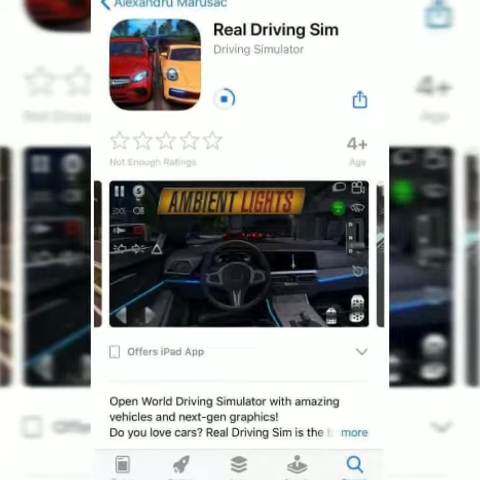 Alexandru Marusac
Real Driving Sim
Driving Simulator
Not Enough Ratings
4+
Age
AMBIENT LIGHTS
Offers iPad App
Open World Driving Simulator with amazing
vehicles and next-gen graphics!
Do you love cars? Real Driving Sim is the
more